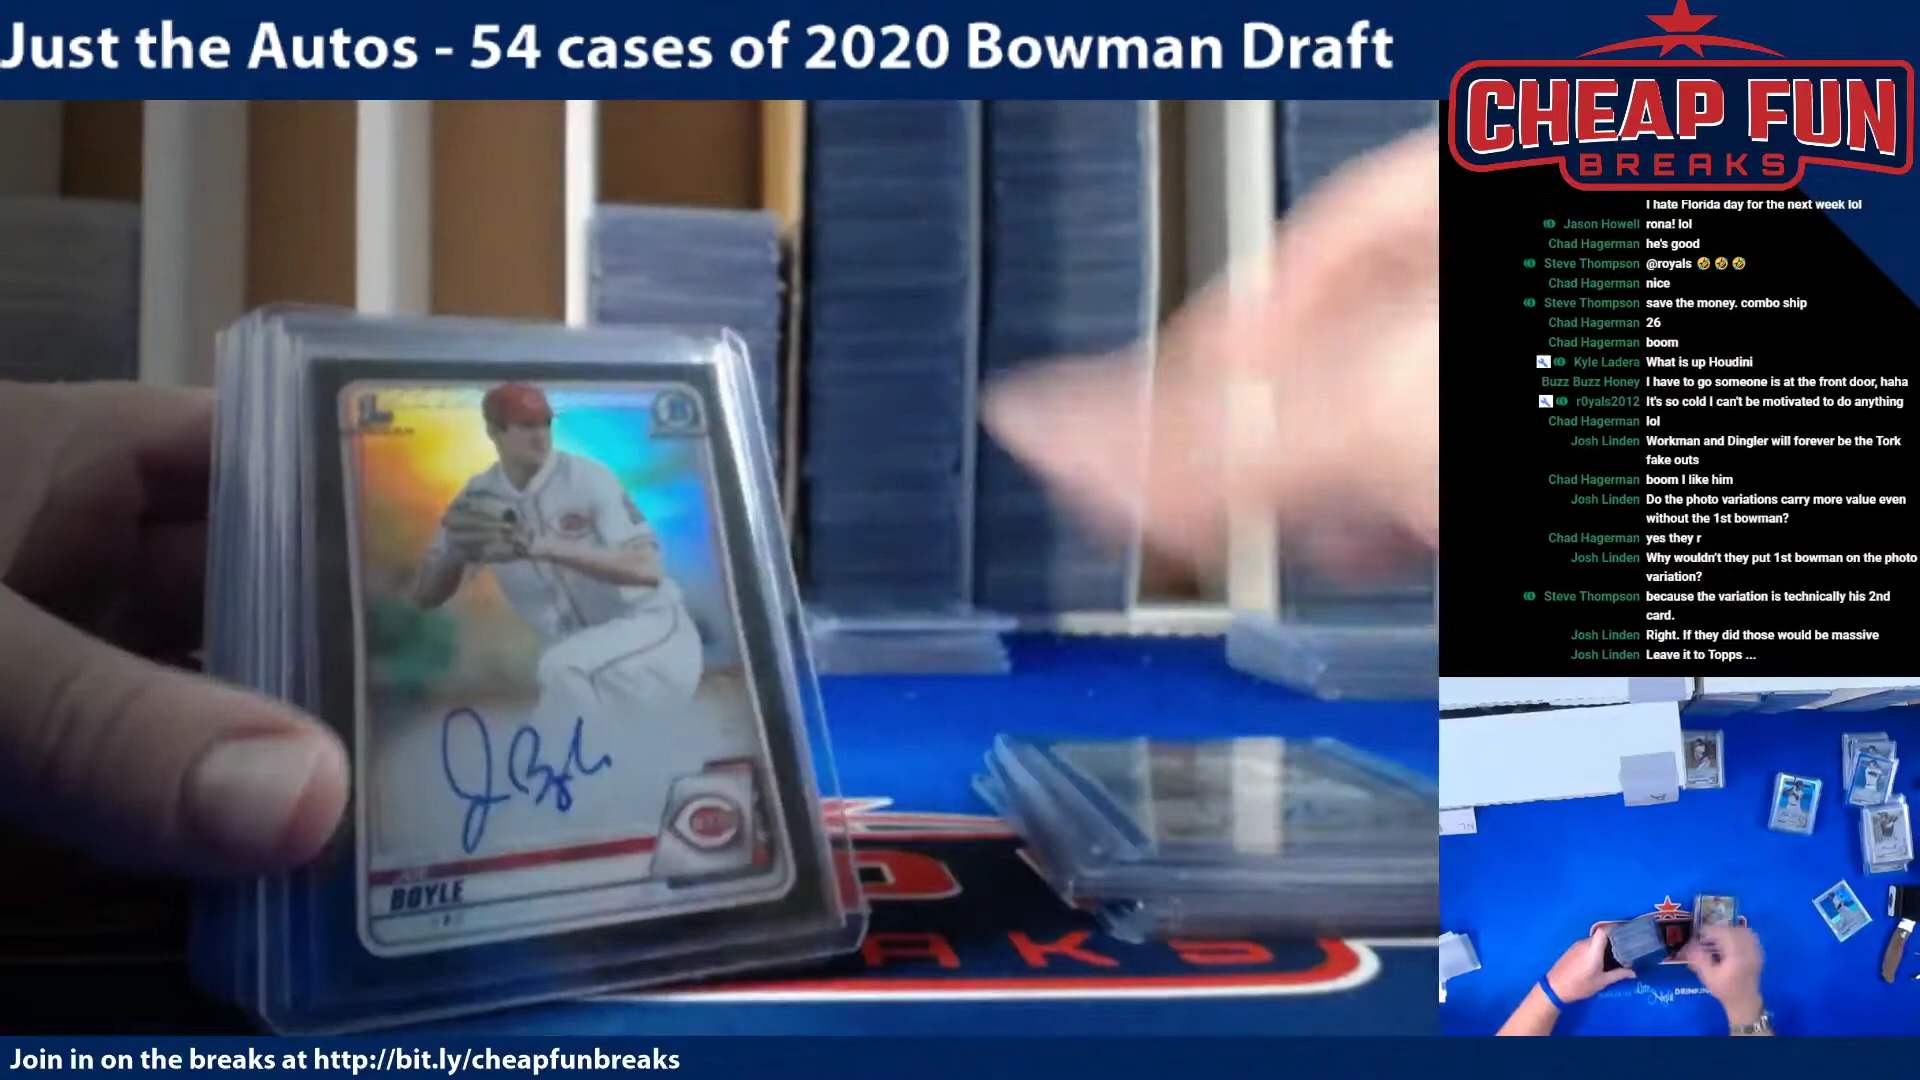 Just the Autos - 54 cases of 2020 Bowman Draft
CHEAP FUN
BREAKS
I hate Florida day for the next week lol
Jason Howell rona! lol
Chad Hagerman he's good
Steve Thompson @royals 🤣 🤣 🤣
Chad Hagerman nice
Steve Thompson save the money. combo ship
Chad Hagerman 26
Chad Hagerman boom
Kyle Ladera What is up Houdini
Buzz Buzz Honey I have to go someone is at the front door, haha
r0yals2012 It's so cold I can't be motivated to do anything
Chad Hagerman lol
Josh Linden Workman and Dingler will forever be the Tork
fake outs
Chad Hagerman boom I like him
Josh Linden Do the photo variations carry more value even
without the 1st bowman?
Chad Hagerman yes they r
Josh Linden Why wouldn't they put 1st bowman on the photo
variation?
Steve Thompson because the variation is technically his 2nd
card.
Josh Linden Right. If they did those would be massive
Josh Linden Leave it to Topps ...
J. Boyle
REDS
BOYLE
P
AKS
Join in on the breaks at http://bit.ly/cheapfunbreaks